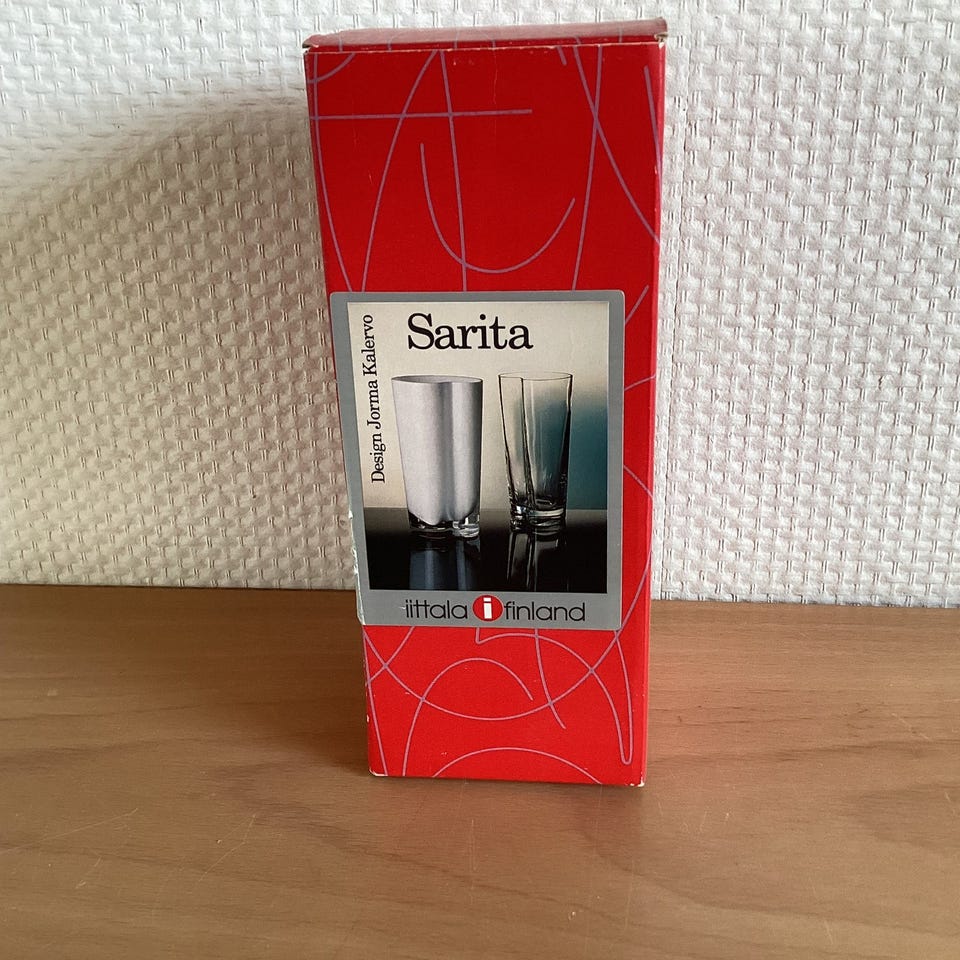 Sarita
Design Jorma Kalervo
iittala i finland